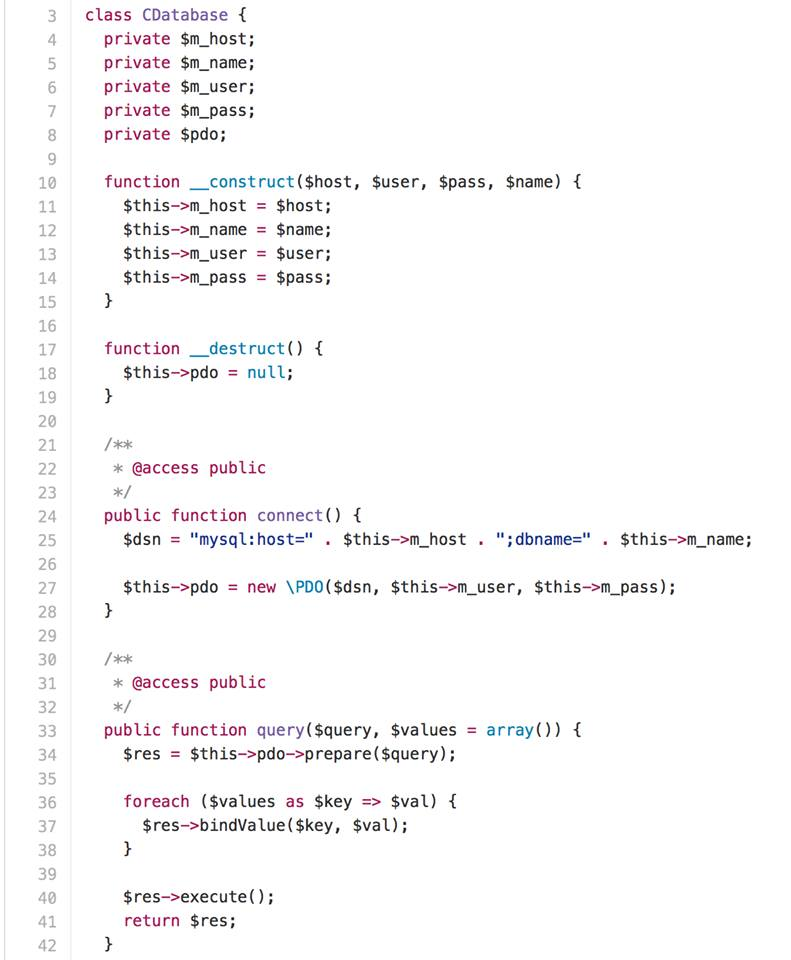 3 class CDatabase {
4   private $m_host;
5   private $m_name;
6   private $m_user;
7   private $m_pass;
8   private $pdo;
9
10   function __construct($host, $user, $pass, $name) {
11     $this->m_host = $host;
12     $this->m_name = $name;
13     $this->m_user = $user;
14     $this->m_pass = $pass;
15   }
16
17   function __destruct() {
18     $this->pdo = null;
19   }
20
21   /**
22    * @access public
23    */
24   public function connect() {
25     $dsn = "mysql:host=" . $this->m_host . ";dbname=" . $this->m_name;
26
27     $this->pdo = new \PDO($dsn, $this->m_user, $this->m_pass);
28   }
29
30   /**
31    * @access public
32    */
33   public function query($query, $values = array()) {
34     $res = $this->pdo->prepare($query);
35
36     foreach ($values as $key => $val) {
37       $res->bindValue($key, $val);
38     }
39
40     $res->execute();
41     return $res;
42   }